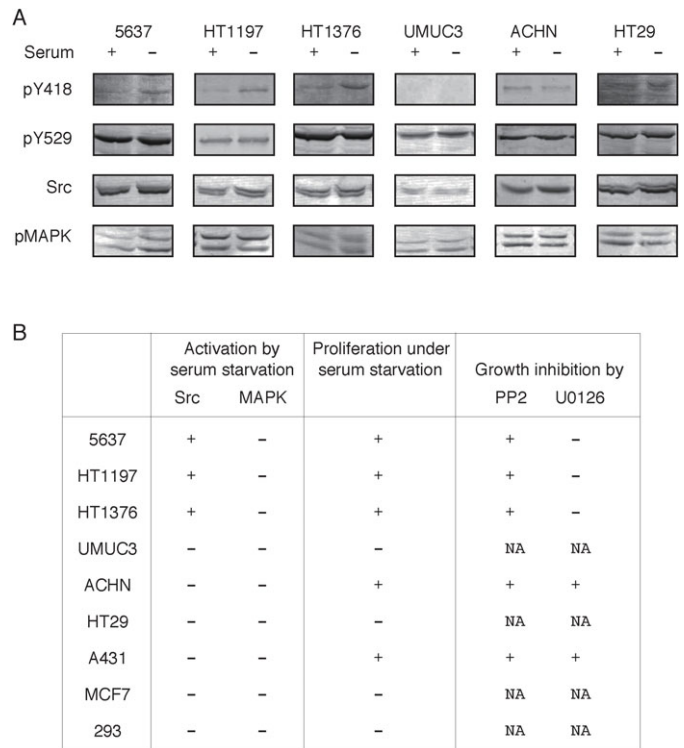 A
5637 HT1197 HT1376 UMUC3 ACHN HT29
Serum + – + – + – + – + – + –
pY418
pY529
Src
pMAPK
B
Activation by Proliferation under
serum starvation serum starvation Growth inhibition by
Src MAPK PP2 U0126
5637 + – + + –
HT1197 + – + + –
HT1376 + – + + –
UMUC3 – – – NA NA
ACHN – – + + +
HT29 – – – NA NA
A431 – – + + +
MCF7 – – – NA NA
293 – – – NA NA